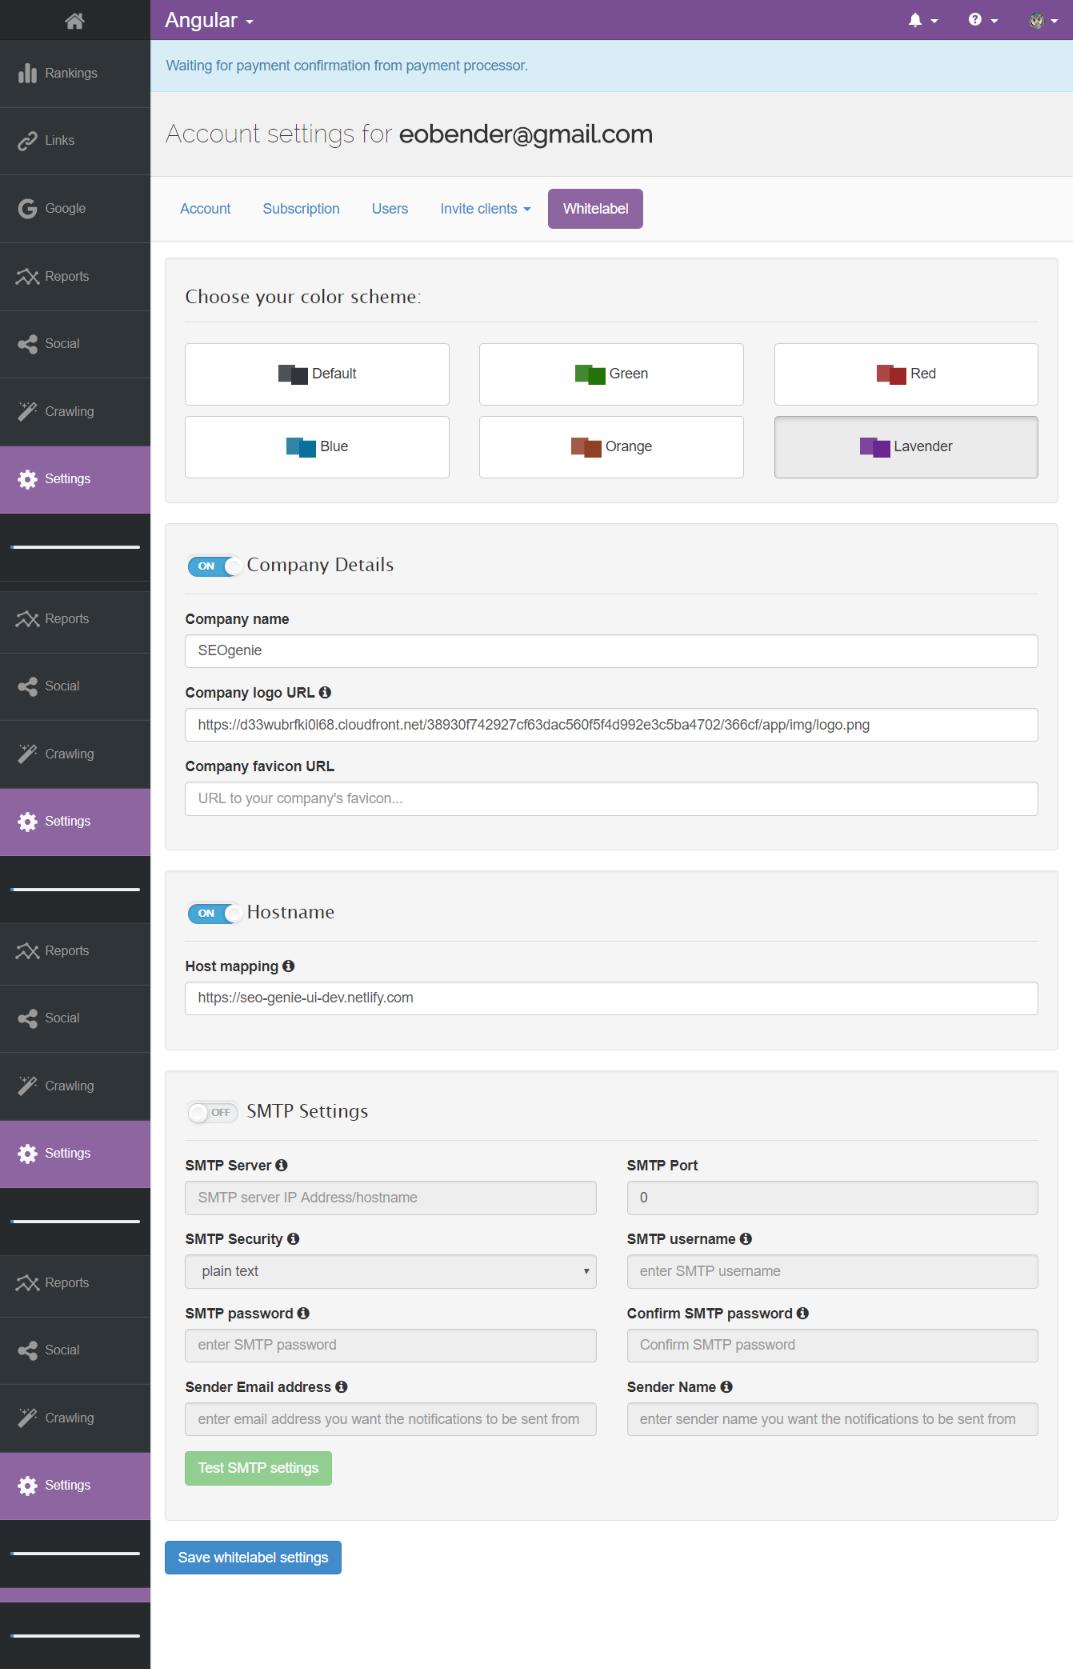 Angular
Waiting for payment confirmation from payment processor.
Account settings for eobender@gmail.com
Account
Subscription
Users
Invite clients
Whitelabel
Rankings
Links
Google
Reports
Social
Crawling
Settings
Reports
Social
Crawling
Settings
Reports
Social
Crawling
Settings
Reports
Social
Crawling
Settings
Choose your color scheme:
Default
Green
Red
Blue
Orange
Lavender
ON Company Details
Company name
SEOgenie
Company logo URL
https://d33wubrfki0l68.cloudfront.net/38930f742927cf63dac560f5f4d992e3c5ba4702/366cf/app/img/logo.png
Company favicon URL
URL to your company's favicon...
ON Hostname
Host mapping
https://seo-genie-ui-dev.netlify.com
OFF SMTP Settings
SMTP Server
SMTP server IP Address/hostname
SMTP Port
0
SMTP Security
plain text
SMTP username
enter SMTP username
SMTP password
enter SMTP password
Confirm SMTP password
Confirm SMTP password
Sender Email address
enter email address you want the notifications to be sent from
Sender Name
enter sender name you want the notifications to be sent from
Test SMTP settings
Save whitelabel settings